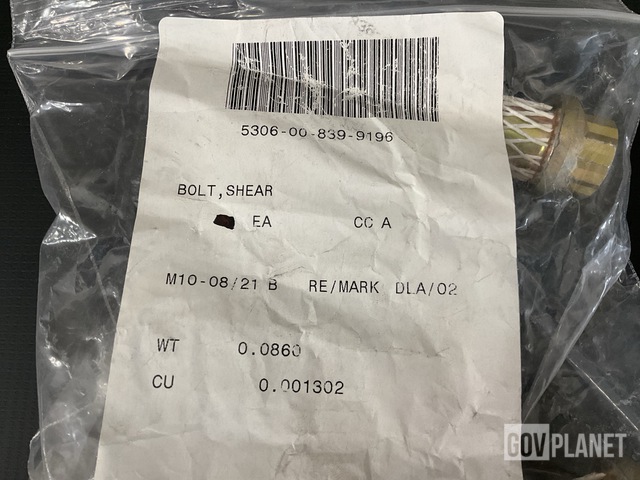 5306-00-839-9196
BOLT,SHEAR
EA CC A
M10-08/21 B RE/MARK DLA/02
WT 0.0860
CU 0.001302
GOVPLANET